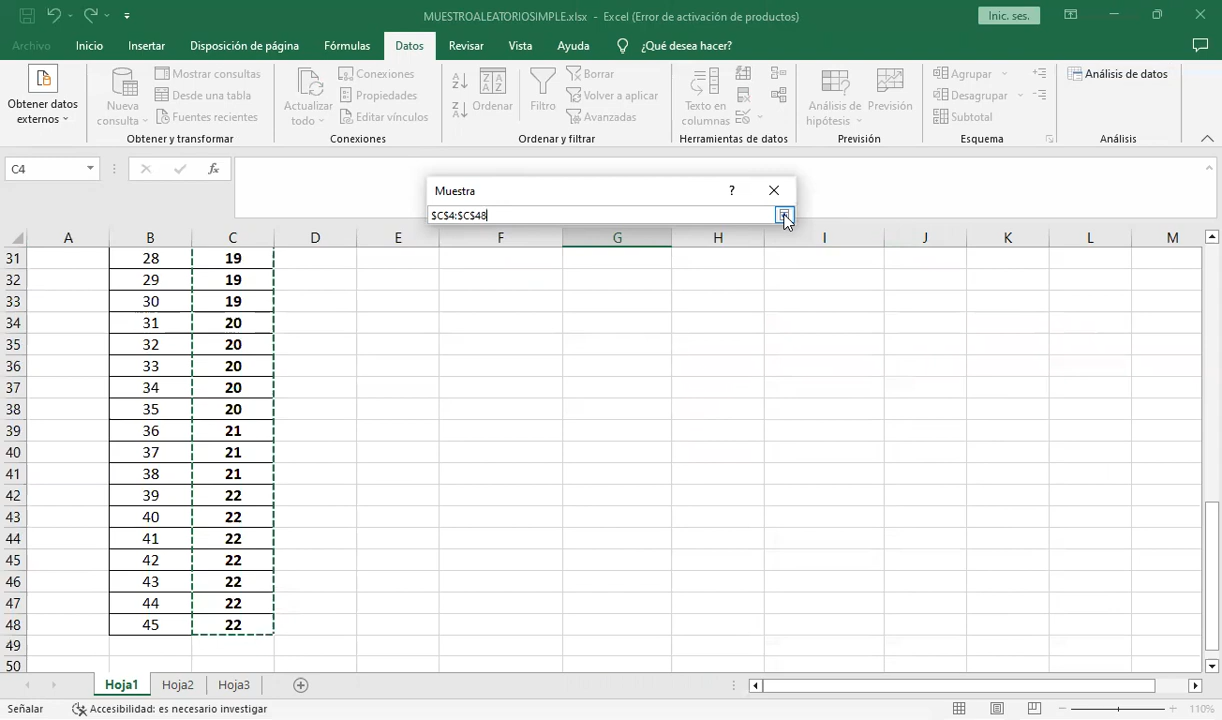 MUESTROALEATORIOSIMPLE.xlsx - Excel (Error de activación de productos)
Inic. ses.
Archivo Inicio Insertar Disposición de página Fórmulas Datos Revisar Vista Ayuda ¿Qué desea hacer?
Obtener datos externos
Nueva consulta
Mostrar consultas
Desde una tabla
Fuentes recientes
Obtener y transformar
Actualizar todo
Conexiones
Propiedades
Editar vínculos
Conexiones
Ordenar
Filtro
Borrar
Volver a aplicar
Avanzadas
Ordenar y filtrar
Texto en columnas
Herramientas de datos
Análisis de hipótesis
Previsión
Previsión
Agrupar
Desagrupar
Subtotal
Esquema
Análisis de datos
Análisis
C4
fx
Muestra ?
$C$4:$C$48
A B C D E F G H I J K L M
31 28 19
32 29 19
33 30 19
34 31 20
35 32 20
36 33 20
37 34 20
38 35 20
39 36 21
40 37 21
41 38 21
42 39 22
43 40 22
44 41 22
45 42 22
46 43 22
47 44 22
48 45 22
49
50
Hoja1 Hoja2 Hoja3
Señalar Accesibilidad: es necesario investigar 110%